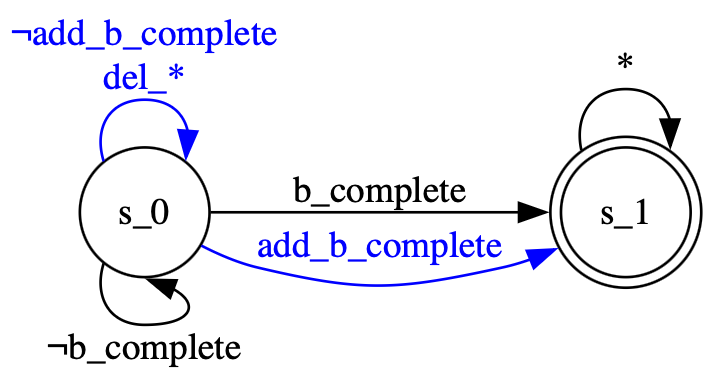 ¬add_b_complete
del_*
*
s_0
b_complete
s_1
add_b_complete
¬b_complete